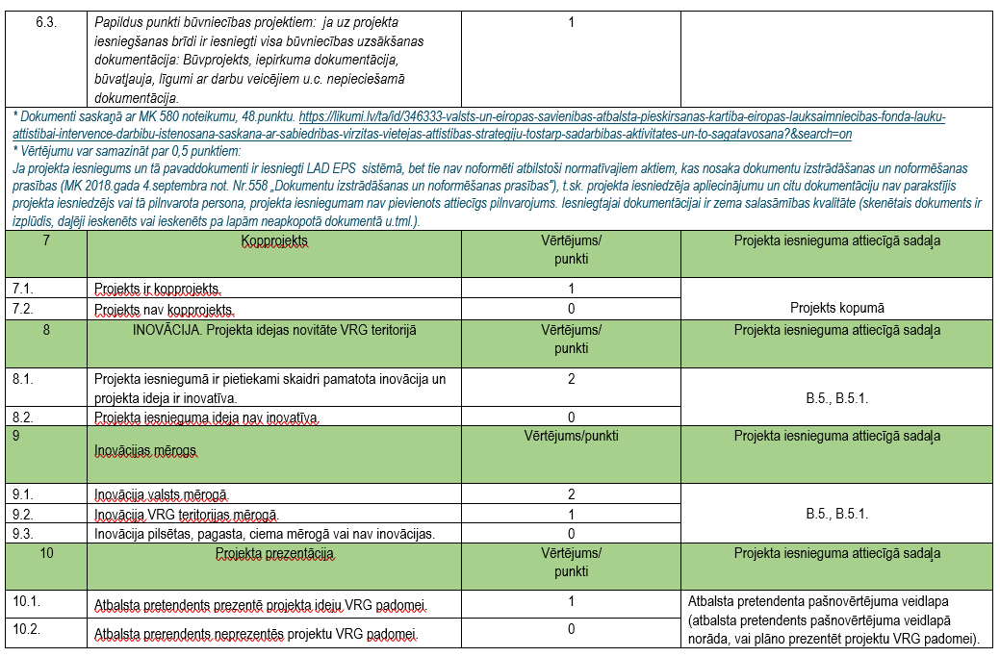 6.3. Papildus punkti būvniecības projektiem: ja uz projekta 1
iesniegšanas brīdi ir iesniegti visa būvniecības uzsākšanas
dokumentācija: Būvprojekts, iepirkuma dokumentācija,
būvatļauja, līgumi ar darbu veicējiem u.c. nepieciešamā
dokumentācija.
* Dokumenti saskaņā ar MK 580 noteikumu, 48.punktu. https://likumi.lv/ta/id/346333-valsts-un-eiropas-savienibas-atbalsta-pieskirsanas-kartiba-eiropas-lauksaimniecibas-fonda-lauku-
attistibai-intervence-darbibu-istenosana-saskana-ar-sabiedribas-virzitas-vietejas-attistibas-strategiju-tostarp-sadarbibas-aktivitates-un-to-sagatavosana?&search=on
* Vērtējumu var samazināt par 0,5 punktiem:
Ja projekta iesniegums un tā pavaddokumenti ir iesniegti LAD EPS sistēmā, bet tie nav noformēti atbilstoši normatīvajiem aktiem, kas nosaka dokumentu izstrādāšanas un noformēšanas
prasības (MK 2018.gada 4.septembra not. Nr.558 „Dokumentu izstrādāšanas un noformēšanas prasības”), t.sk. projekta iesniedzēja apliecinājumu un citu dokumentāciju nav parakstījis
projekta iesniedzējs vai tā pilnvarota persona, projekta iesniegumam nav pievienots attiecīgs pilnvarojums. Iesniegtajai dokumentācijai ir zema salasāmības kvalitāte (skenētais dokuments ir
izplūdis, daļēji ieskenēts vai ieskenēts pa lapām neapkopotā dokumentā u.tml.).
7 Kopprojekts Vērtējums/ Projekta iesnieguma attiecīgā sadaļa
punkti
7.1. Projekts ir kopprojekts. 1
7.2. Projekts nav kopprojekts. 0 Projekts kopumā
8 INOVĀCIJA. Projekta idejas novitāte VRG teritorijā Vērtējums/ Projekta iesnieguma attiecīgā sadaļa
punkti
8.1. Projekta iesniegumā ir pietiekami skaidri pamatota inovācija un 2
projekta ideja ir inovatīva. B.5., B.5.1.
8.2. Projekta iesnieguma ideja nav inovatīva. 0
9 Vērtējums/punkti Projekta iesnieguma attiecīgā sadaļa
Inovācijas mērogs
9.1. Inovācija valsts mērogā. 2
9.2. Inovācija VRG teritorijas mērogā. 1 B.5., B.5.1.
9.3. Inovācija pilsētas, pagasta, ciema mērogā vai nav inovācijas. 0
10 Projekta prezentācija Vērtējums/ Projekta iesnieguma attiecīgā sadaļa
punkti
10.1. Atbalsta pretendents prezentē projekta ideju VRG padomei. 1 Atbalsta pretendenta pašnovērtējuma veidlapa
10.2. Atbalsta prerendents neprezentēs projektu VRG padomei. 0 (atbalsta pretendents pašnovērtējuma veidlapā
norāda, vai plāno prezentēt projektu VRG padomei).